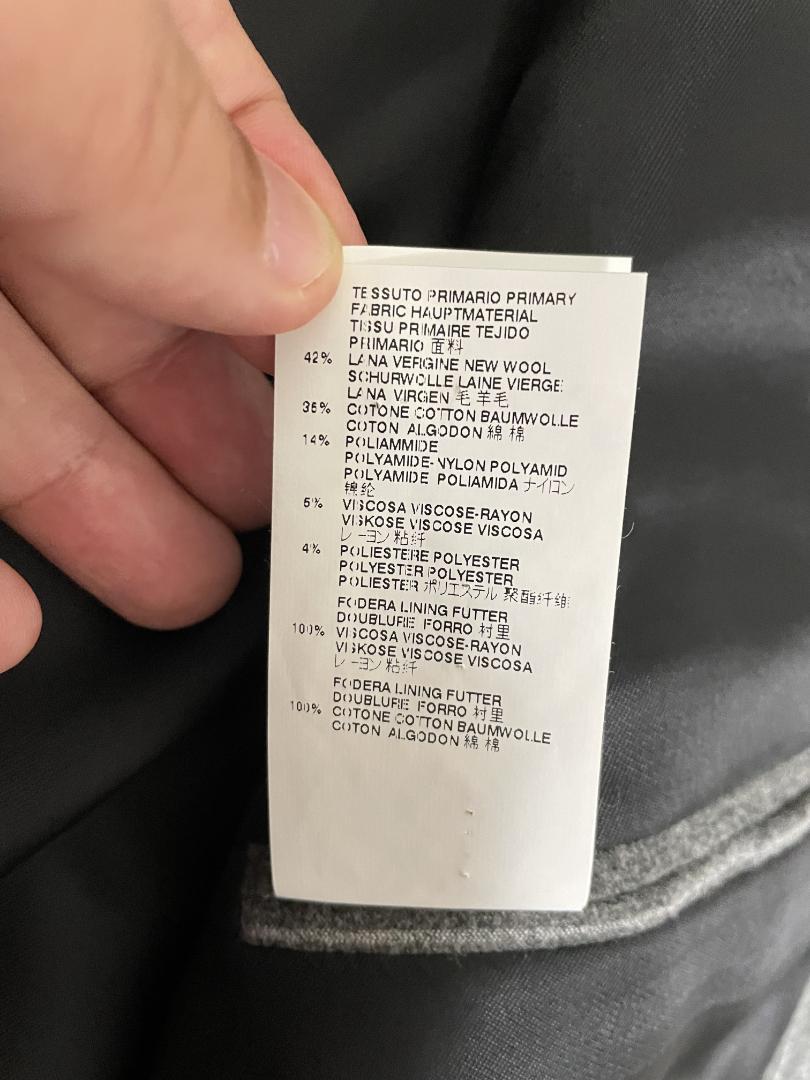 TESSUTO PRIMARIO PRIMARY
FABRIC HAUPTMATERIAL
TISSU PRIMAIRE TEJIDO
PRIMARIO 面料
42% LANA VERGINE NEW WOOL
SCHURWOLLE LAINE VIERGE
LANA VIRGEN 毛 羊毛
35% COTONE COTTON BAUMWOLLE
COTON ALGODON 綿 棉
14% POLIAMMIDE
POLYAMIDE-NYLON POLYAMID
POLYAMIDE POLIAMIDA ナイロン
锦纶
5% VISCOSA VISCOSE-RAYON
VISKOSE VISCOSE VISCOSA
レーヨン 粘纤
4% POLIESTERE POLYESTER
POLYESTER POLYESTER
POLIESTER ポリエステル 聚酯纤维
FODERA LINING FUTTER
DOUBLURE FORRO 村里
100% VISCOSA VISCOSE-RAYON
VISKOSE VISCOSE VISCOSA
レーヨン 粘纤
FODERA LINING FUTTER
DOUBLURE FORRO 村里
100% COTONE COTTON BAUMWOLLE
COTON ALGODON 綿 棉